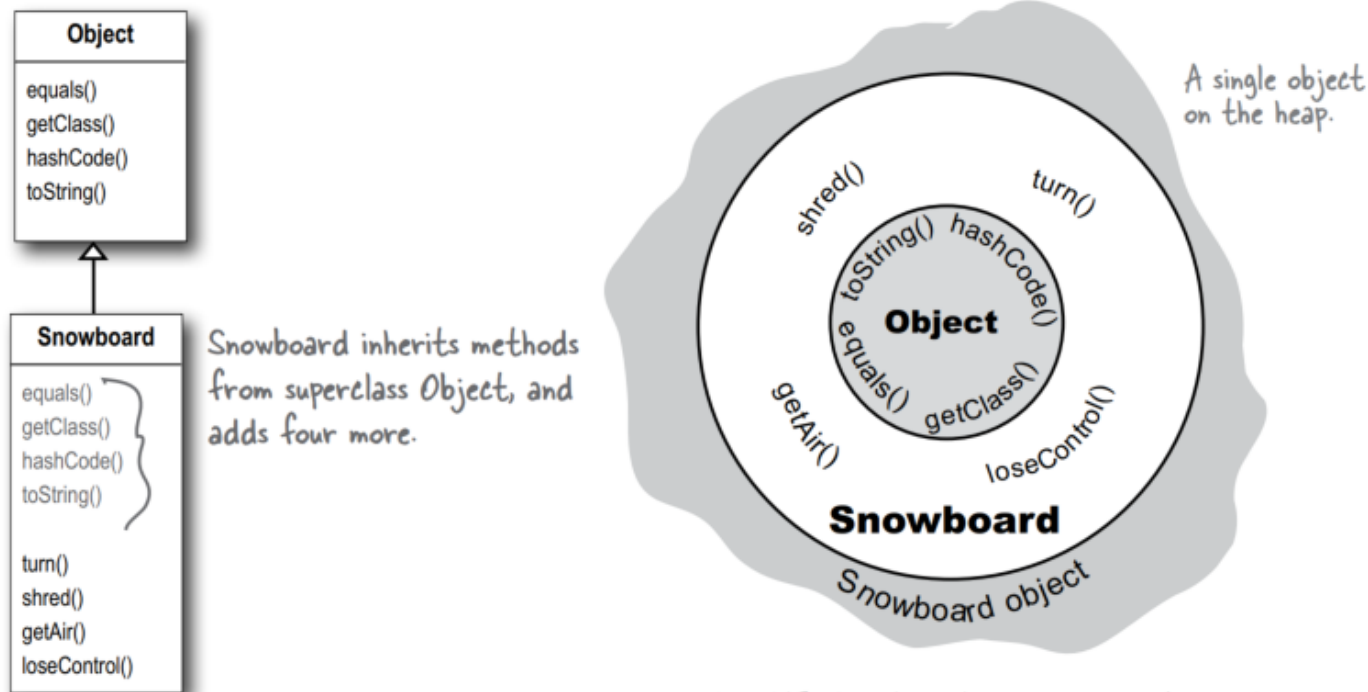 Object
equals()
getClass()
hashCode()
toString()
Snowboard
equals()
getClass()
hashCode()
toString()
turn()
shred()
getAir()
loseControl()
Snowboard inherits methods
from superclass Object, and
adds four more.
A single object
on the heap.
shred()
turn()
toString()
hashCode()
Object
equals()
getClass()
getAir()
loseControl()
Snowboard
Snowboard object